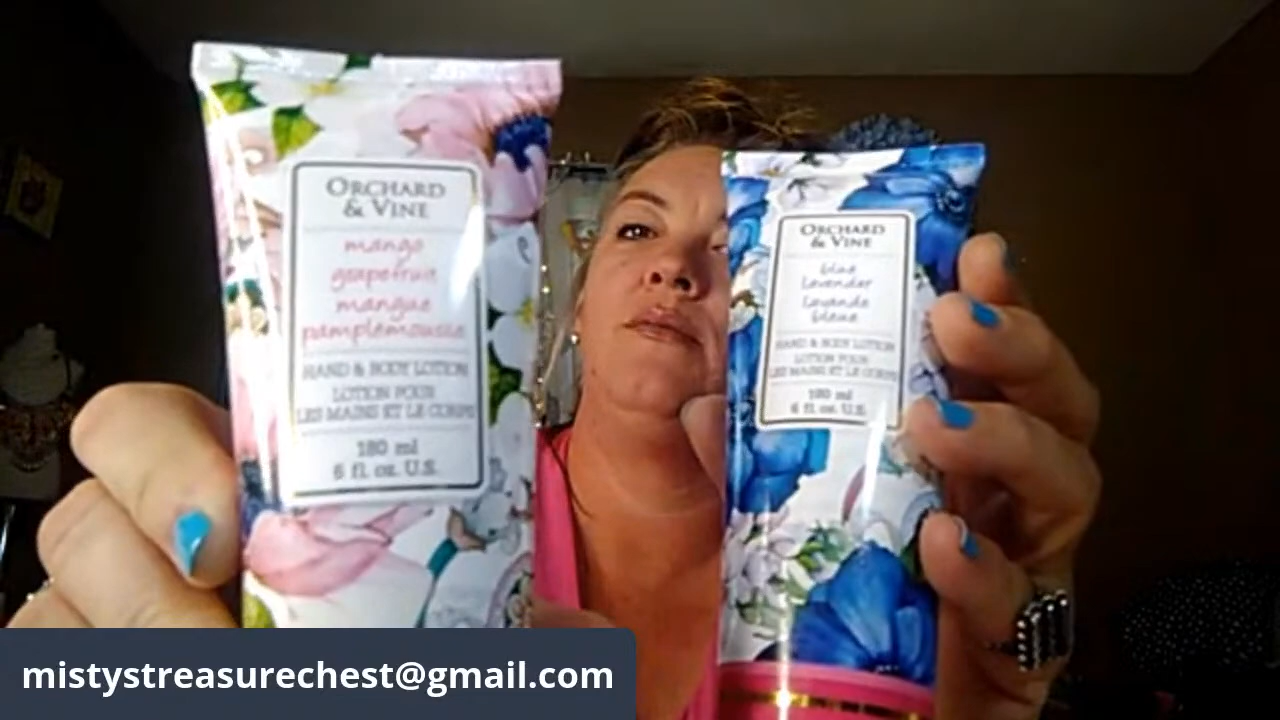 ORCHARD
& VINE
mango
grapefruit
mangue
pamplemousse
HAND & BODY LOTION
LOTION POUR
LES MAINS ET LE CORPS
180 ml
6 fl. oz. U.S.
ORCHARD
& VINE
blue
lavender
lavande
bleue
HAND & BODY LOTION
LOTION POUR
LES MAINS ET LE CORPS
180 ml
6 fl. oz. U.S.
mistystreasurechest@gmail.com